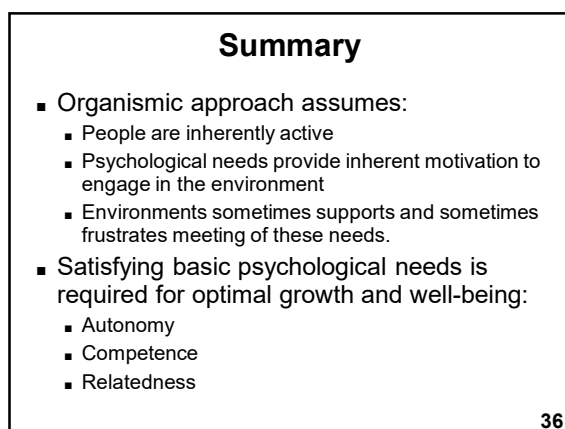 Summary
▪ Organismic approach assumes:
▪ People are inherently active
▪ Psychological needs provide inherent motivation to
engage in the environment
▪ Environments sometimes supports and sometimes
frustrates meeting of these needs.
▪ Satisfying basic psychological needs is
required for optimal growth and well-being:
▪ Autonomy
▪ Competence
▪ Relatedness
36